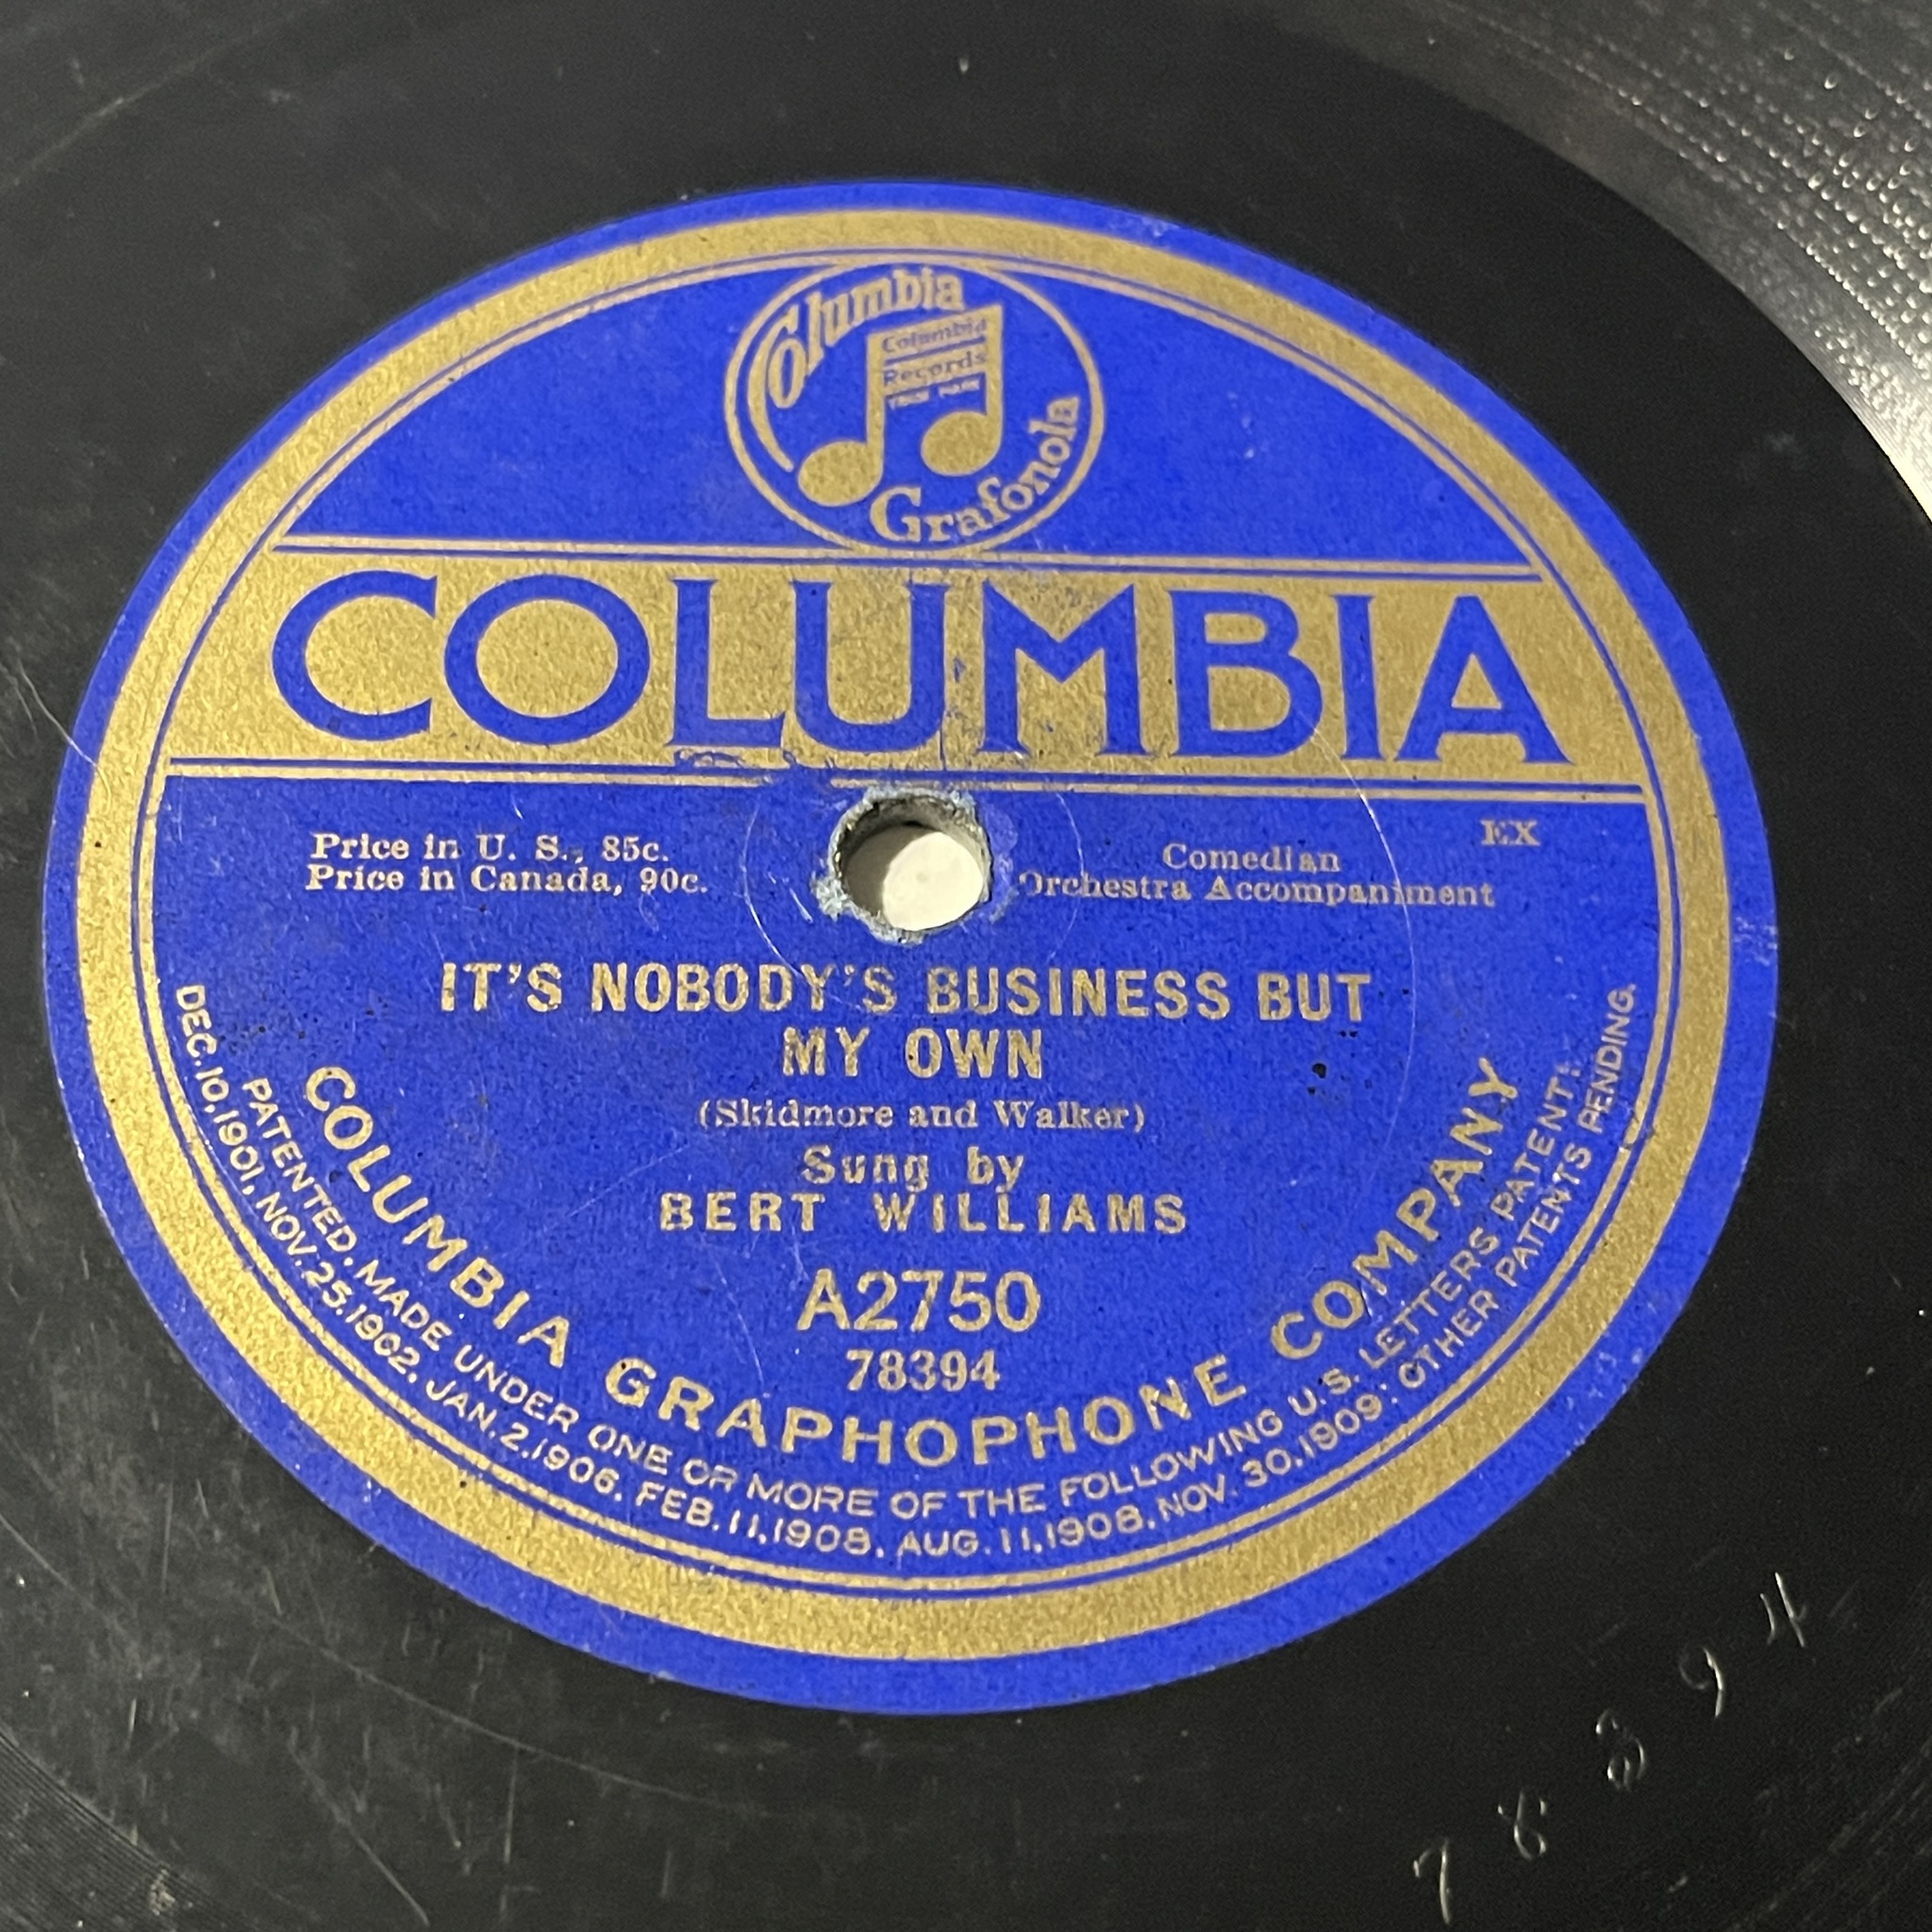 Columbia
Columbia
Records
TRADE MARK
Grafonola
COLUMBIA
Price in U. S., 85c.
Price in Canada, 90c.
EX
Comedian
Orchestra Accompaniment
IT'S NOBODY'S BUSINESS BUT
MY OWN
(Skidmore and Walker)
Sung by
BERT WILLIAMS
A2750
78394
COLUMBIA GRAPHOPHONE COMPANY
PATENTED, MADE UNDER ONE OR MORE OF THE FOLLOWING U.S. LETTERS PATENT:
DEC.10,1901, NOV.25,1902, JAN.2,1906, FEB.11,1908, AUG.11,1908, NOV. 30,1909: OTHER PATENTS PENDING.
78394